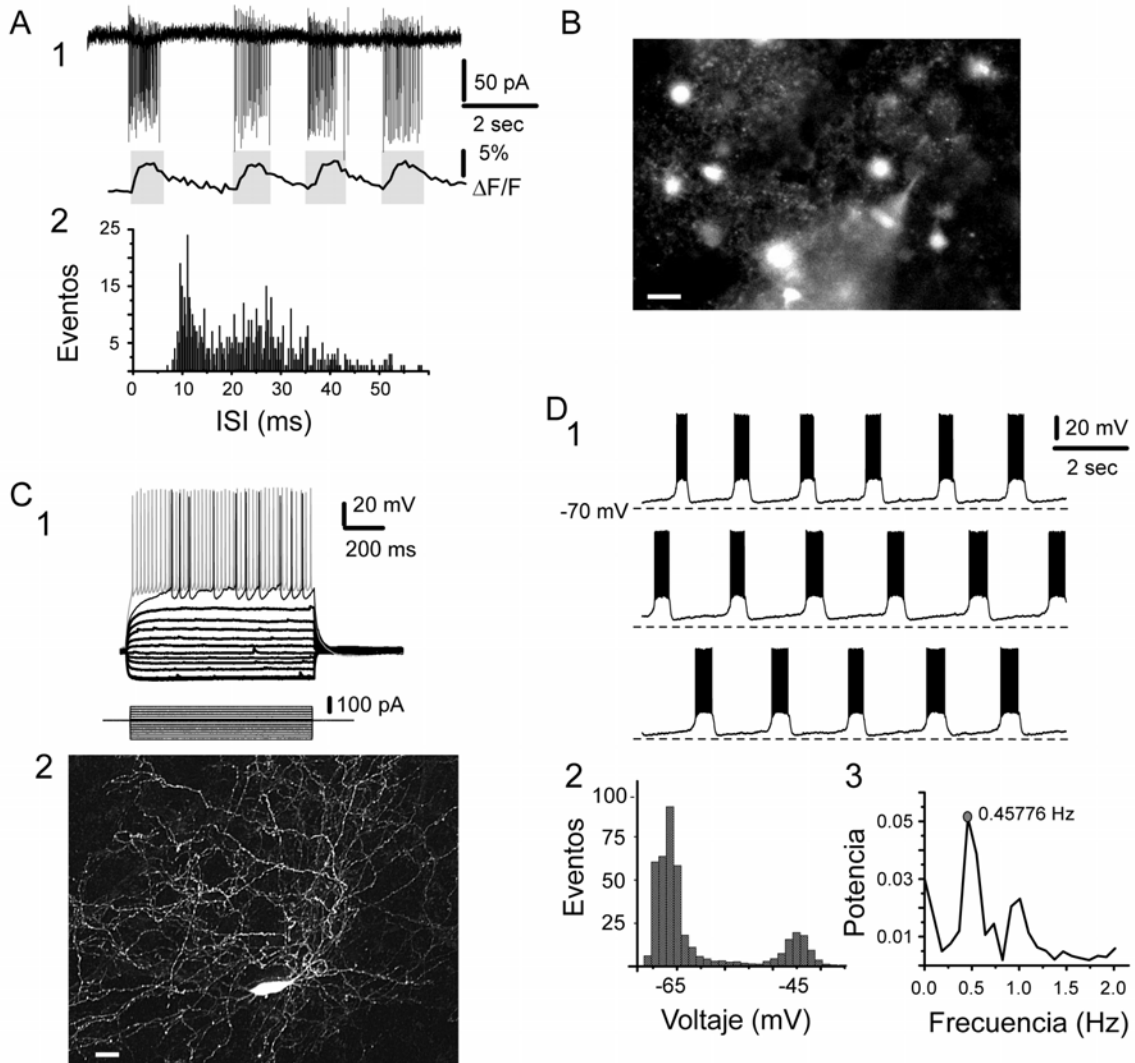 A
1
50 pA
2 sec
5%
ΔF/F
2
25
15
5
Eventos
0 10 20 30 40 50
ISI (ms)
B
C
1
20 mV
200 ms
100 pA
2
D
1
20 mV
2 sec
-70 mV
2
100
75
50
25
Eventos
-65 -45
Voltaje (mV)
3
0.45776 Hz
0.05
0.03
0.01
Potencia
0.0 0.5 1.0 1.5 2.0
Frecuencia (Hz)